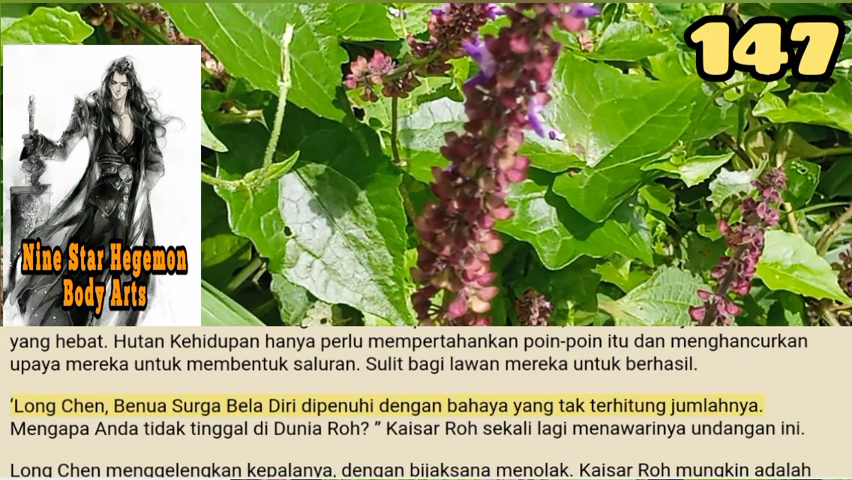 147
Nine Star Hegemon
Body Arts
yang hebat. Hutan Kehidupan hanya perlu mempertahankan poin-poin itu dan menghancurkan
upaya mereka untuk membentuk saluran. Sulit bagi lawan mereka untuk berhasil.
‘Long Chen, Benua Surga Bela Diri dipenuhi dengan bahaya yang tak terhitung jumlahnya.
Mengapa Anda tidak tinggal di Dunia Roh? ” Kaisar Roh sekali lagi menawarinya undangan ini.
Long Chen menggelengkan kepalanya, dengan bijaksana menolak. Kaisar Roh mungkin adalah